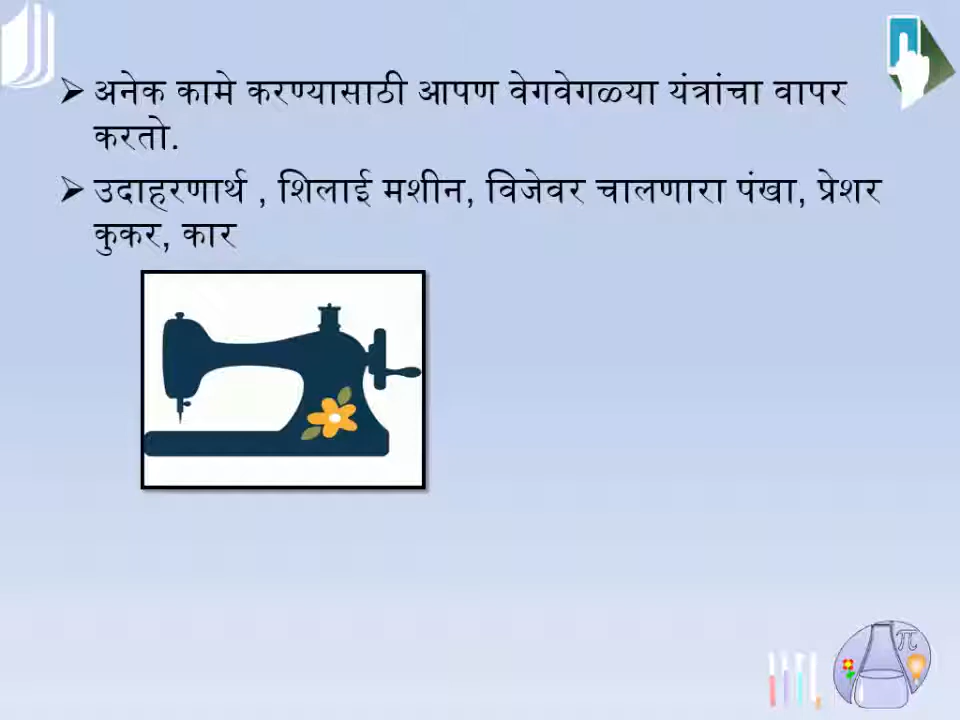 अनेक कामे करण्यासाठी आपण वेगवेगळ्या यंत्रांचा वापर
करतो.
उदाहरणार्थ , शिलाई मशीन, विजेवर चालणारा पंखा, प्रेशर
कुकर, कार
π